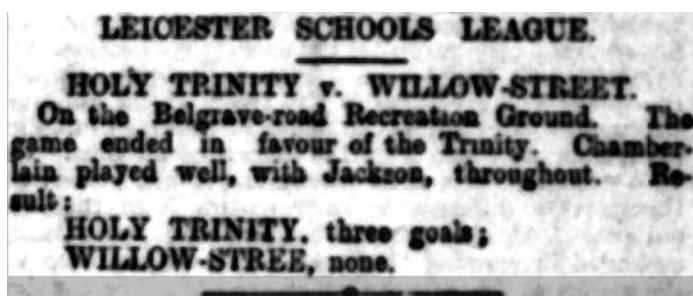 LEICESTER SCHOOLS LEAGUE.
HOLY TRINITY v. WILLOW-STREET.
On the Belgrave-road Recreation Ground. The
game ended in favour of the Trinity. Chamber-
lain played well, with Jackson, throughout. Re-
sult:
HOLY TRINITY, three goals;
WILLOW-STREE, none.